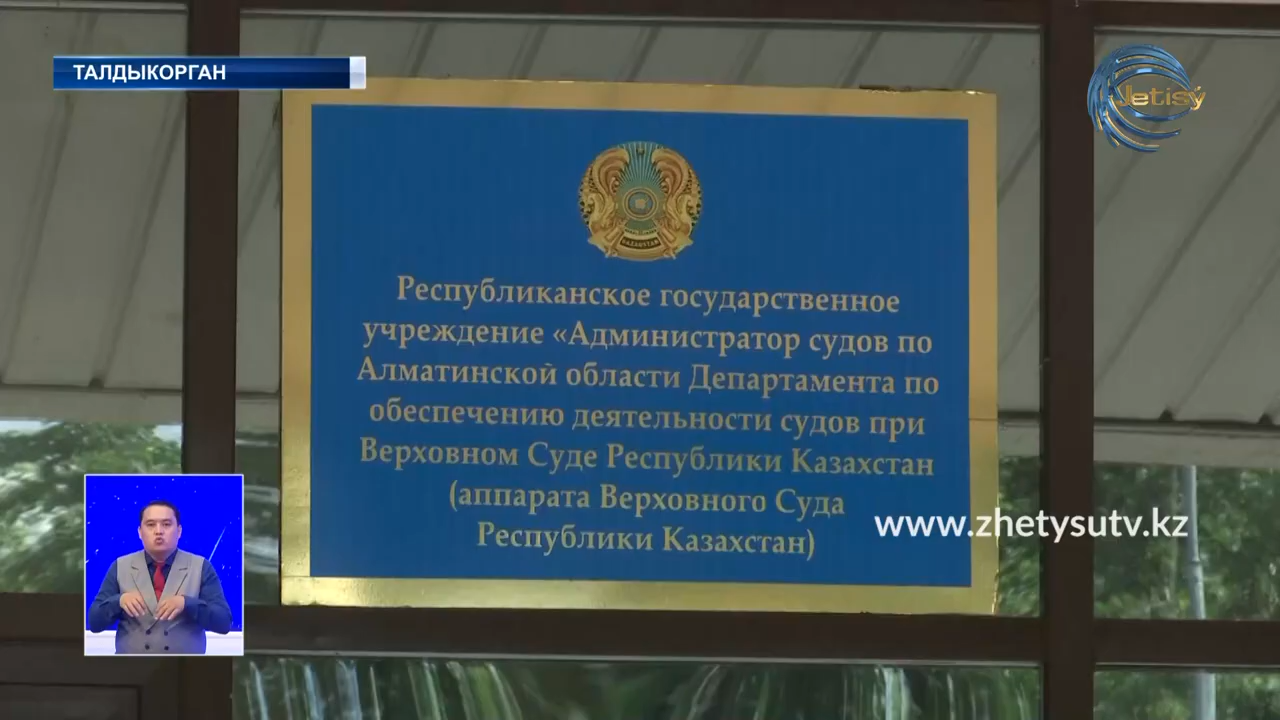 ТАЛДЫКОРГАН
Jetisý
QAZAQSTAN
Республиканское государственное
учреждение «Администратор судов по
Алматинской области Департамента по
обеспечению деятельности судов при
Верховном Суде Республики Казахстан
(аппарата Верховного Суда
Республики Казахстан)
www.zhetysutv.kz